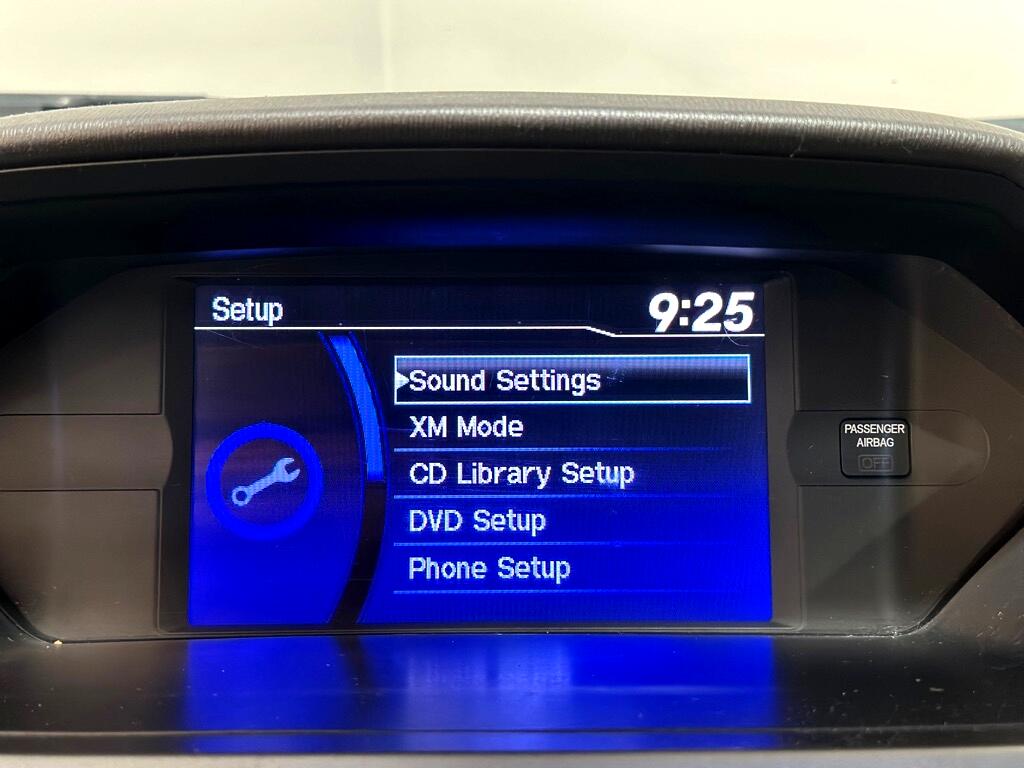 Setup
9:25
Sound Settings
XM Mode
CD Library Setup
DVD Setup
Phone Setup
PASSENGER
AIRBAG
OFF